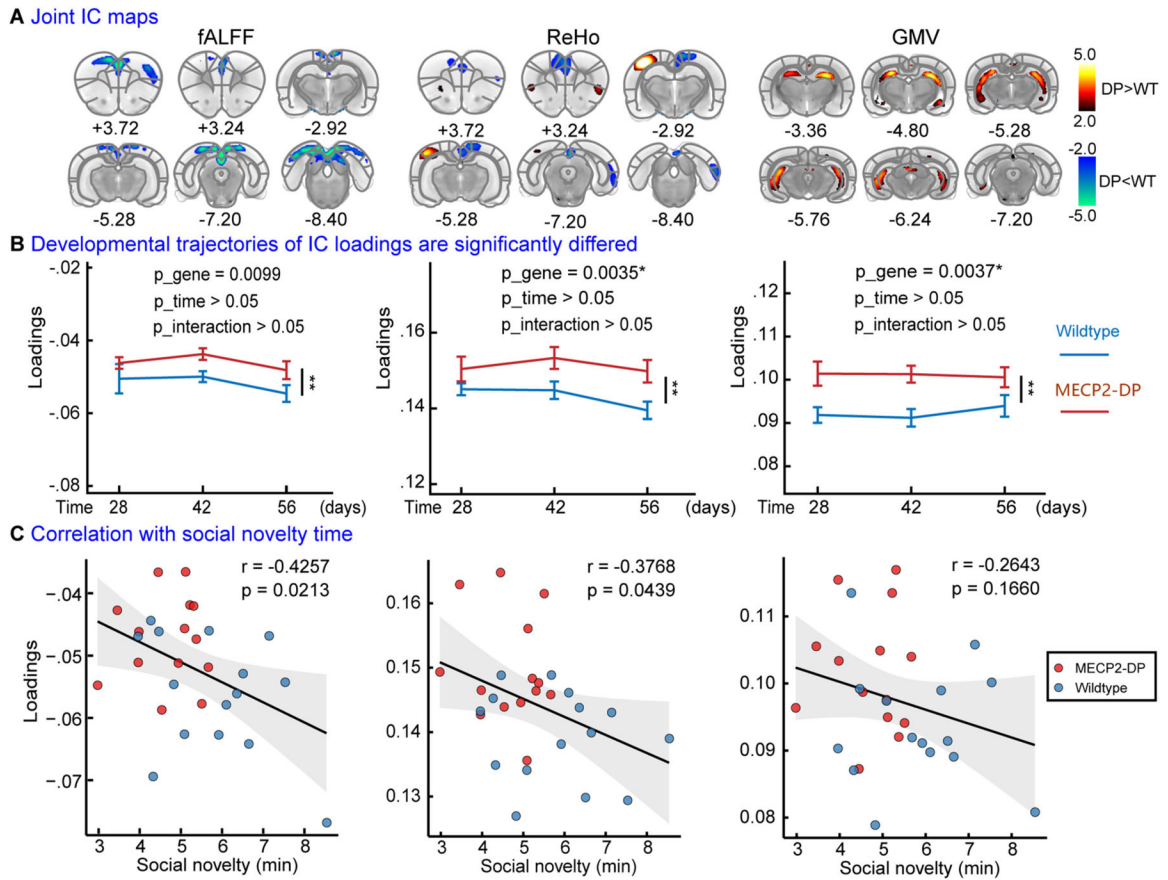 A Joint IC maps
fALFF ReHo GMV
+3.72 +3.24 -2.92 +3.72 +3.24 -2.92 -3.36 -4.80 -5.28
-5.28 -7.20 -8.40 -5.28 -7.20 -8.40 -5.76 -6.24 -7.20
5.0
DP>WT
2.0
-2.0
DP<WT
-5.0
B Developmental trajectories of IC loadings are significantly differed
Loadings
-.02
-.04
-.06
-.08
p_gene = 0.0099
p_time > 0.05
p_interaction > 0.05
**
Time 28 42 56 (days)
Loadings
.16
.14
.12
p_gene = 0.0035*
p_time > 0.05
p_interaction > 0.05
**
Time 28 42 56 (days)
Loadings
.12
.11
.10
.09
.08
p_gene = 0.0037*
p_time > 0.05
p_interaction > 0.05
**
Time 28 42 56 (days)
Wildtype
MECP2-DP
C Correlation with social novelty time
Loadings
-.04
-.05
-.06
-.07
r = -0.4257
p = 0.0213
3 4 5 6 7 8
Social novelty (min)
0.16
0.15
0.14
0.13
r = -0.3768
p = 0.0439
3 4 5 6 7 8
Social novelty (min)
0.11
0.10
0.09
0.08
r = -0.2643
p = 0.1660
3 4 5 6 7 8
Social novelty (min)
MECP2-DP
Wildtype